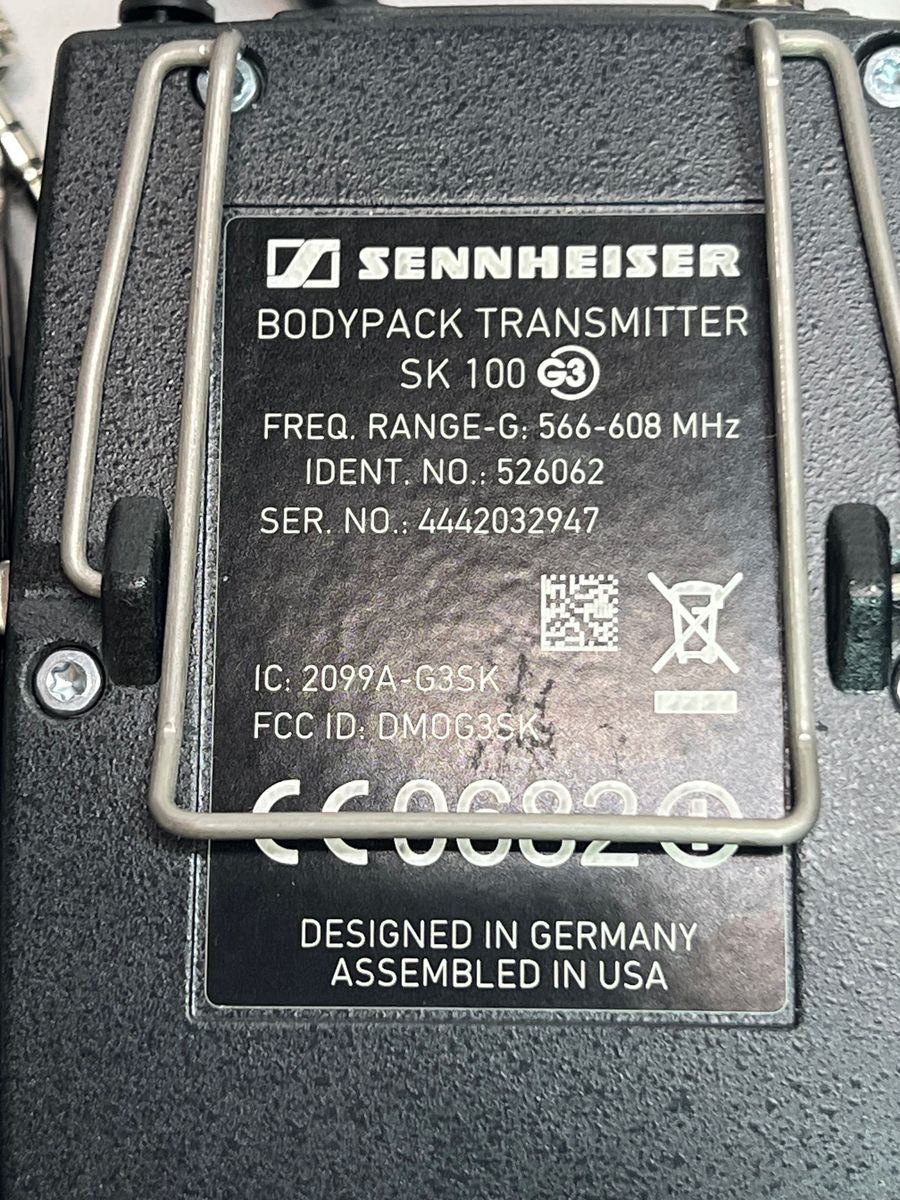 SENNHEISER
BODYPACK TRANSMITTER
SK 100 G3
FREQ. RANGE-G: 566-608 MHz
IDENT. NO.: 526062
SER. NO.: 4442032947
IC: 2099A-G3SK
FCC ID: DMOG3SK
CE 0682
DESIGNED IN GERMANY
ASSEMBLED IN USA